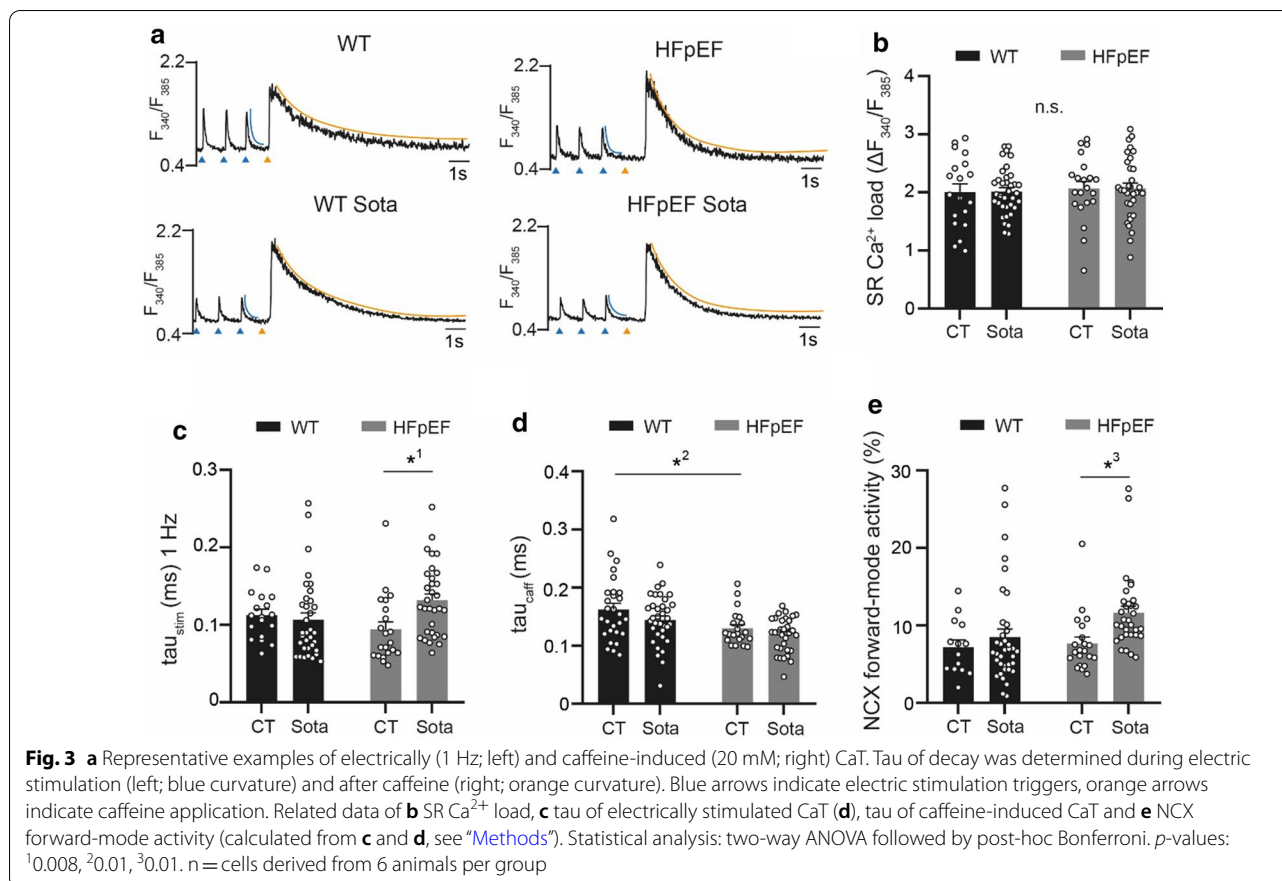 a
WT
2.2
F340/F385
0.4
1s
HFpEF
2.2
0.4
1s
WT Sota
2.2
F340/F385
0.4
1s
HFpEF Sota
2.2
0.4
1s
b
WT HFpEF
SR Ca²⁺ load (ΔF340/F385)
4
3
2
1
0
n.s.
CT Sota CT Sota
c
WT HFpEF
tau_stim (ms) 1 Hz
0.3
0.2
0.1
0
*¹
CT Sota CT Sota
d
WT HFpEF
tau_caff (ms)
0.4
0.3
0.2
0.1
0
*²
CT Sota CT Sota
e
WT HFpEF
NCX forward-mode activity (%)
30
20
10
0
*³
CT Sota CT Sota
Fig. 3 a Representative examples of electrically (1 Hz; left) and caffeine-induced (20 mM; right) CaT. Tau of decay was determined during electric
stimulation (left; blue curvature) and after caffeine (right; orange curvature). Blue arrows indicate electric stimulation triggers, orange arrows
indicate caffeine application. Related data of b SR Ca²⁺ load, c tau of electrically stimulated CaT (d), tau of caffeine-induced CaT and e NCX
forward-mode activity (calculated from c and d, see “Methods”). Statistical analysis: two-way ANOVA followed by post-hoc Bonferroni. p-values:
¹0.008, ²0.01, ³0.01. n = cells derived from 6 animals per group